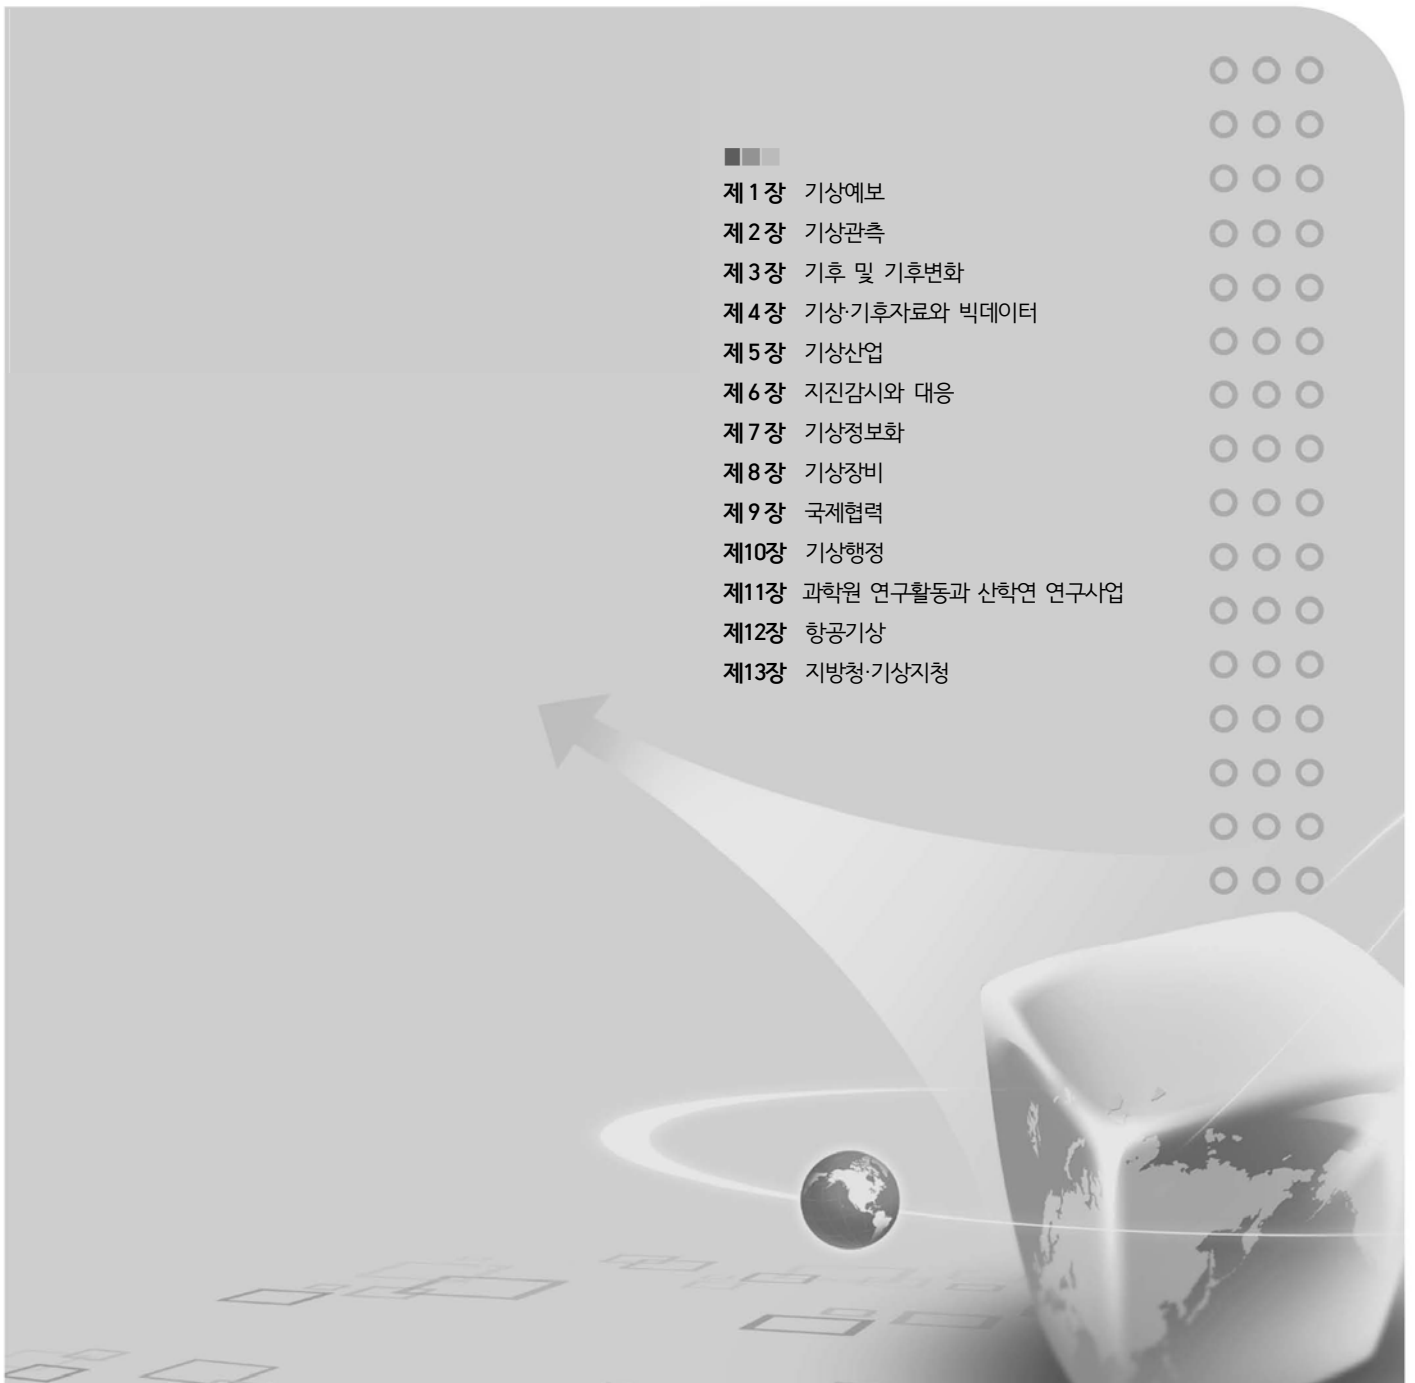 제1장 기상예보
제2장 기상관측
제3장 기후 및 기후변화
제4장 기상·기후자료와 빅데이터
제5장 기상산업
제6장 지진감시와 대응
제7장 기상정보화
제8장 기상장비
제9장 국제협력
제10장 기상행정
제11장 과학원 연구활동과 산학연 연구사업
제12장 항공기상
제13장 지방청·기상지청